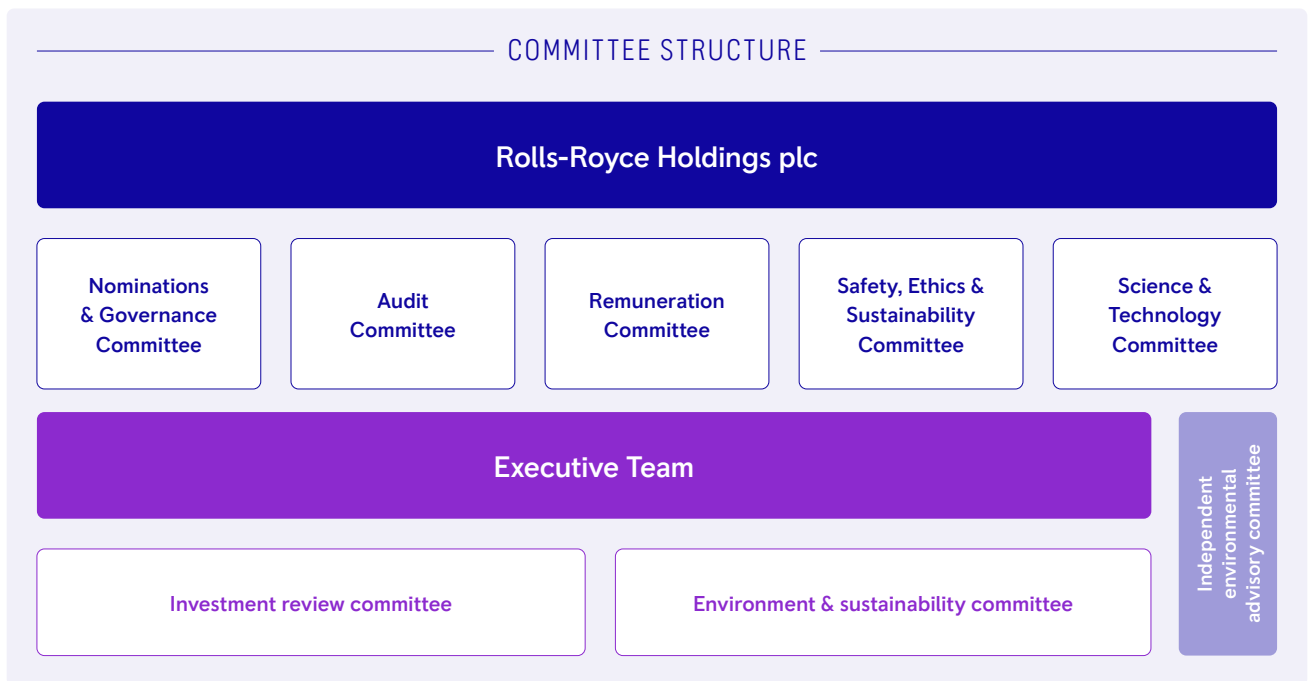 COMMITTEE STRUCTURE
Rolls-Royce Holdings plc
Nominations
& Governance
Committee
Audit
Committee
Remuneration
Committee
Safety, Ethics &
Sustainability
Committee
Science &
Technology
Committee
Executive Team
Independent
environmental
advisory committee
Investment review committee
Environment & sustainability committee